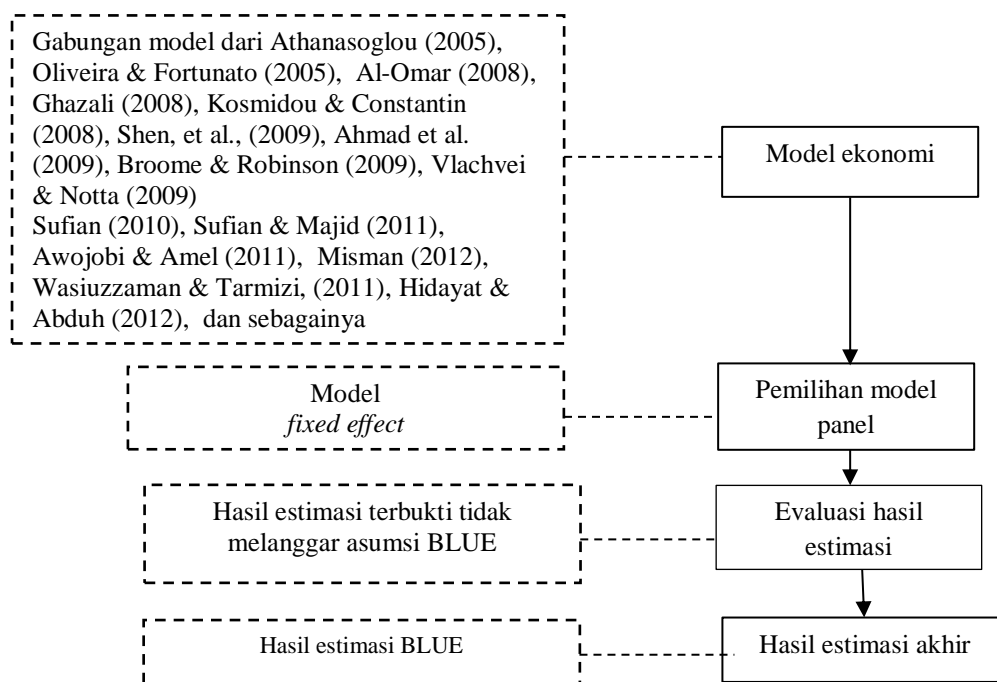 Gabungan model dari Athanasoglou (2005),
Oliveira & Fortunato (2005), Al-Omar (2008),
Ghazali (2008), Kosmidou & Constantin
(2008), Shen, et al., (2009), Ahmad et al.
(2009), Broome & Robinson (2009), Vlachvei
& Notta (2009)
Sufian (2010), Sufian & Majid (2011),
Awojobi & Amel (2011), Misman (2012),
Wasiuzzaman & Tarmizi, (2011), Hidayat &
Abduh (2012), dan sebagainya
Model ekonomi
Model
fixed effect
Pemilihan model
panel
Hasil estimasi terbukti tidak
melanggar asumsi BLUE
Evaluasi hasil
estimasi
Hasil estimasi BLUE
Hasil estimasi akhir